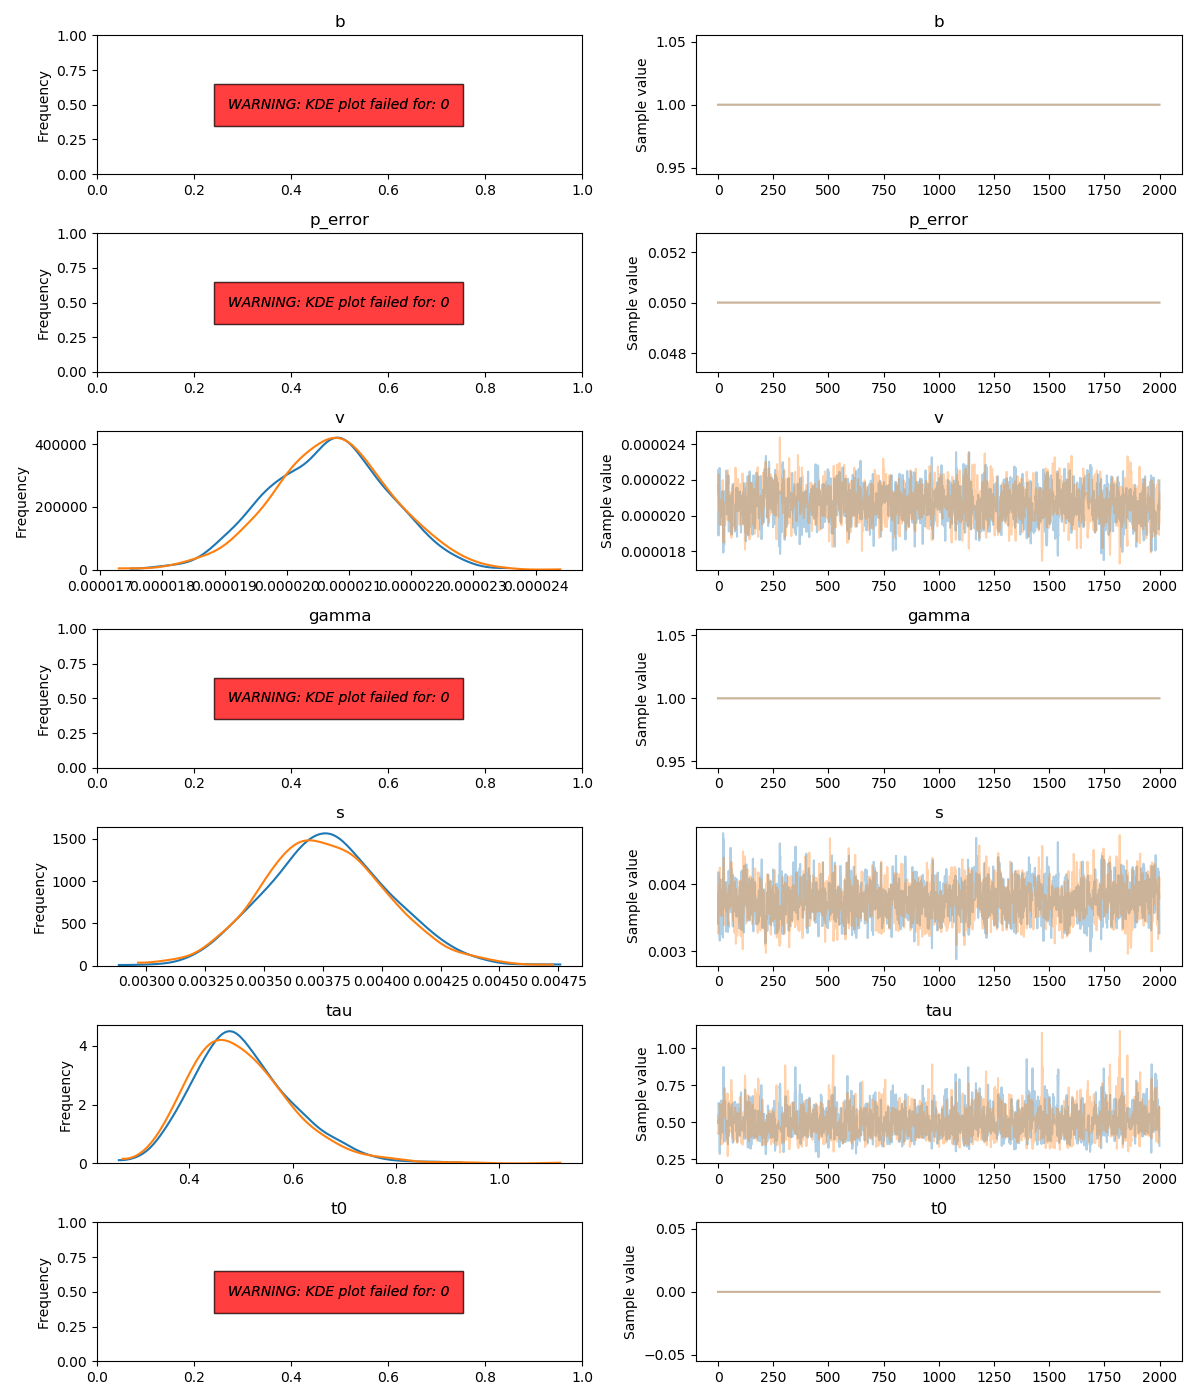 b
b
1.00
0.75
0.50
0.25
0.00
Frequency
WARNING: KDE plot failed for: 0
0.0 0.2 0.4 0.6 0.8 1.0
1.05
1.00
0.95
Sample value
0 250 500 750 1000 1250 1500 1750 2000
p_error
p_error
1.00
0.75
0.50
0.25
0.00
Frequency
WARNING: KDE plot failed for: 0
0.0 0.2 0.4 0.6 0.8 1.0
0.052
0.050
0.048
Sample value
0 250 500 750 1000 1250 1500 1750 2000
v
v
400000
200000
0
Frequency
0.000017 0.000018 0.000019 0.000020 0.000021 0.000022 0.000023 0.000024
0.000024
0.000022
0.000020
0.000018
Sample value
0 250 500 750 1000 1250 1500 1750 2000
gamma
gamma
1.00
0.75
0.50
0.25
0.00
Frequency
WARNING: KDE plot failed for: 0
0.0 0.2 0.4 0.6 0.8 1.0
1.05
1.00
0.95
Sample value
0 250 500 750 1000 1250 1500 1750 2000
s
s
1500
1000
500
0
Frequency
0.00300 0.00325 0.00350 0.00375 0.00400 0.00425 0.00450 0.00475
0.004
0.003
Sample value
0 250 500 750 1000 1250 1500 1750 2000
tau
tau
4
2
0
Frequency
0.4 0.6 0.8 1.0
1.00
0.75
0.50
0.25
Sample value
0 250 500 750 1000 1250 1500 1750 2000
t0
t0
1.00
0.75
0.50
0.25
0.00
Frequency
WARNING: KDE plot failed for: 0
0.0 0.2 0.4 0.6 0.8 1.0
0.05
0.00
−0.05
Sample value
0 250 500 750 1000 1250 1500 1750 2000